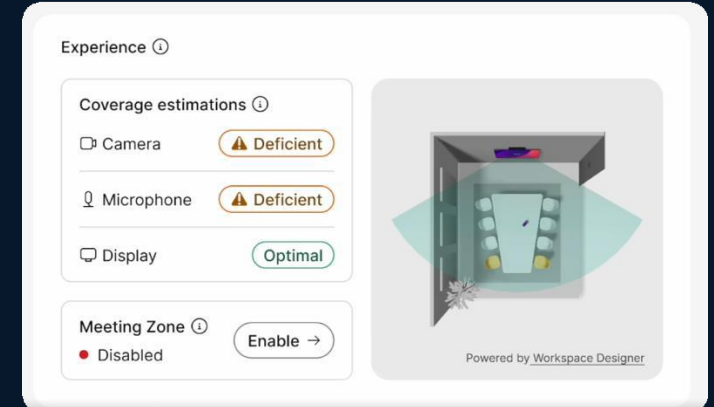 Experience
Coverage estimations
Camera
Deficient
Microphone
Deficient
Display
Optimal
Meeting Zone
Disabled
Enable →
Powered by Workspace Designer